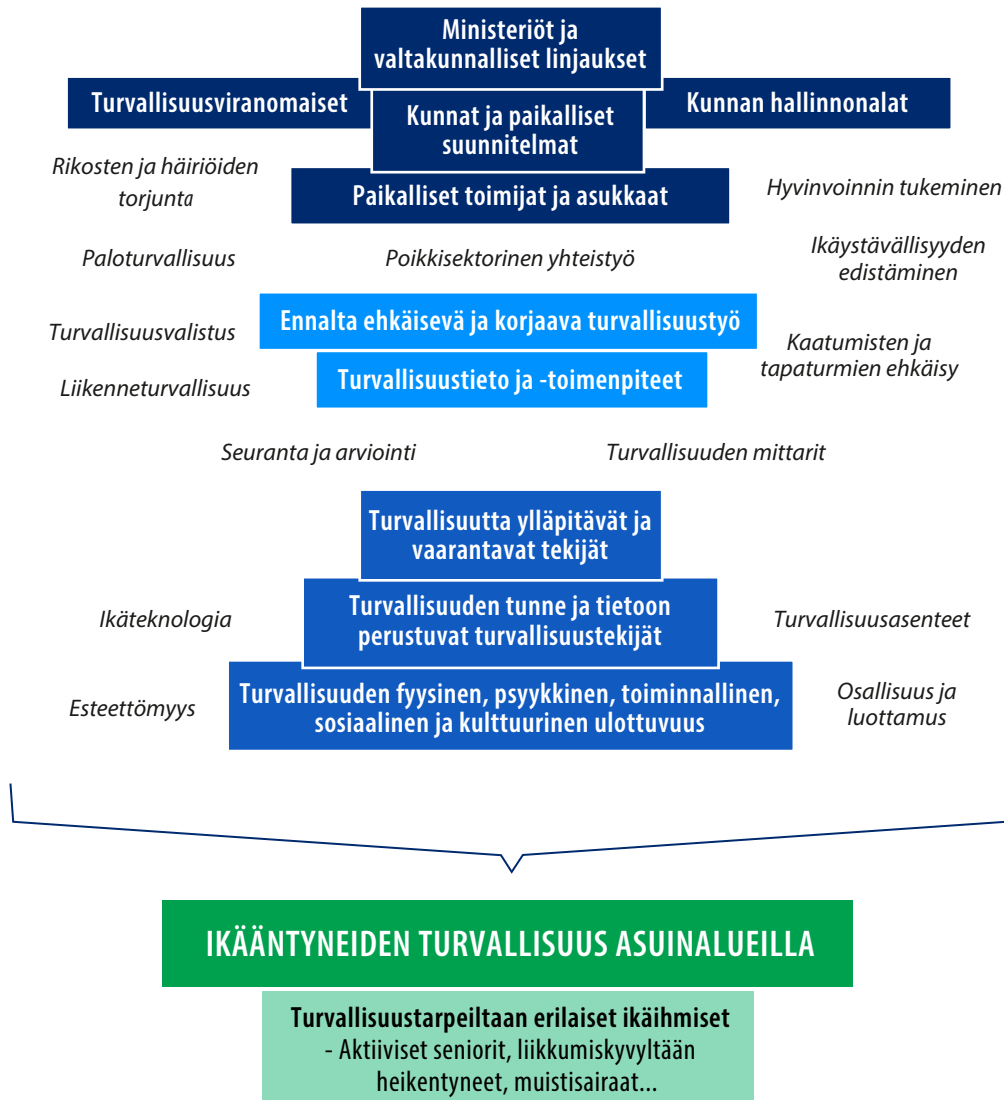 Ministeriöt ja
valtakunnalliset linjaukset
Turvallisuusviranomaiset
Kunnan hallinnonalat
Kunnat ja paikalliset
suunnitelmat
Rikosten ja häiriöiden
torjunta
Paikalliset toimijat ja asukkaat
Hyvinvoinnin tukeminen
Paloturvallisuus
Poikkisektorinen yhteistyö
Ikäystävällisyyden
edistäminen
Turvallisuusvalistus
Ennalta ehkäisevä ja korjaava turvallisuustyö
Kaatumisten ja
tapaturmien ehkäisy
Liikenneturvallisuus
Turvallisuustieto ja -toimenpiteet
Seuranta ja arviointi
Turvallisuuden mittarit
Turvallisuutta ylläpitävät ja
vaarantavat tekijät
Ikäteknologia
Turvallisuuden tunne ja tietoon
perustuvat turvallisuustekijät
Turvallisuusasenteet
Esteettömyys
Turvallisuuden fyysinen, psyykkinen, toiminnallinen,
sosiaalinen ja kulttuurinen ulottuvuus
Osallisuus ja
luottamus
IKÄÄNTYNEIDEN TURVALLISUUS ASUINALUEILLA
Turvallisuustarpeiltaan erilaiset ikäihmiset
- Aktiiviset seniorit, liikkumiskyvyltään
heikentyneet, muistisairaat...